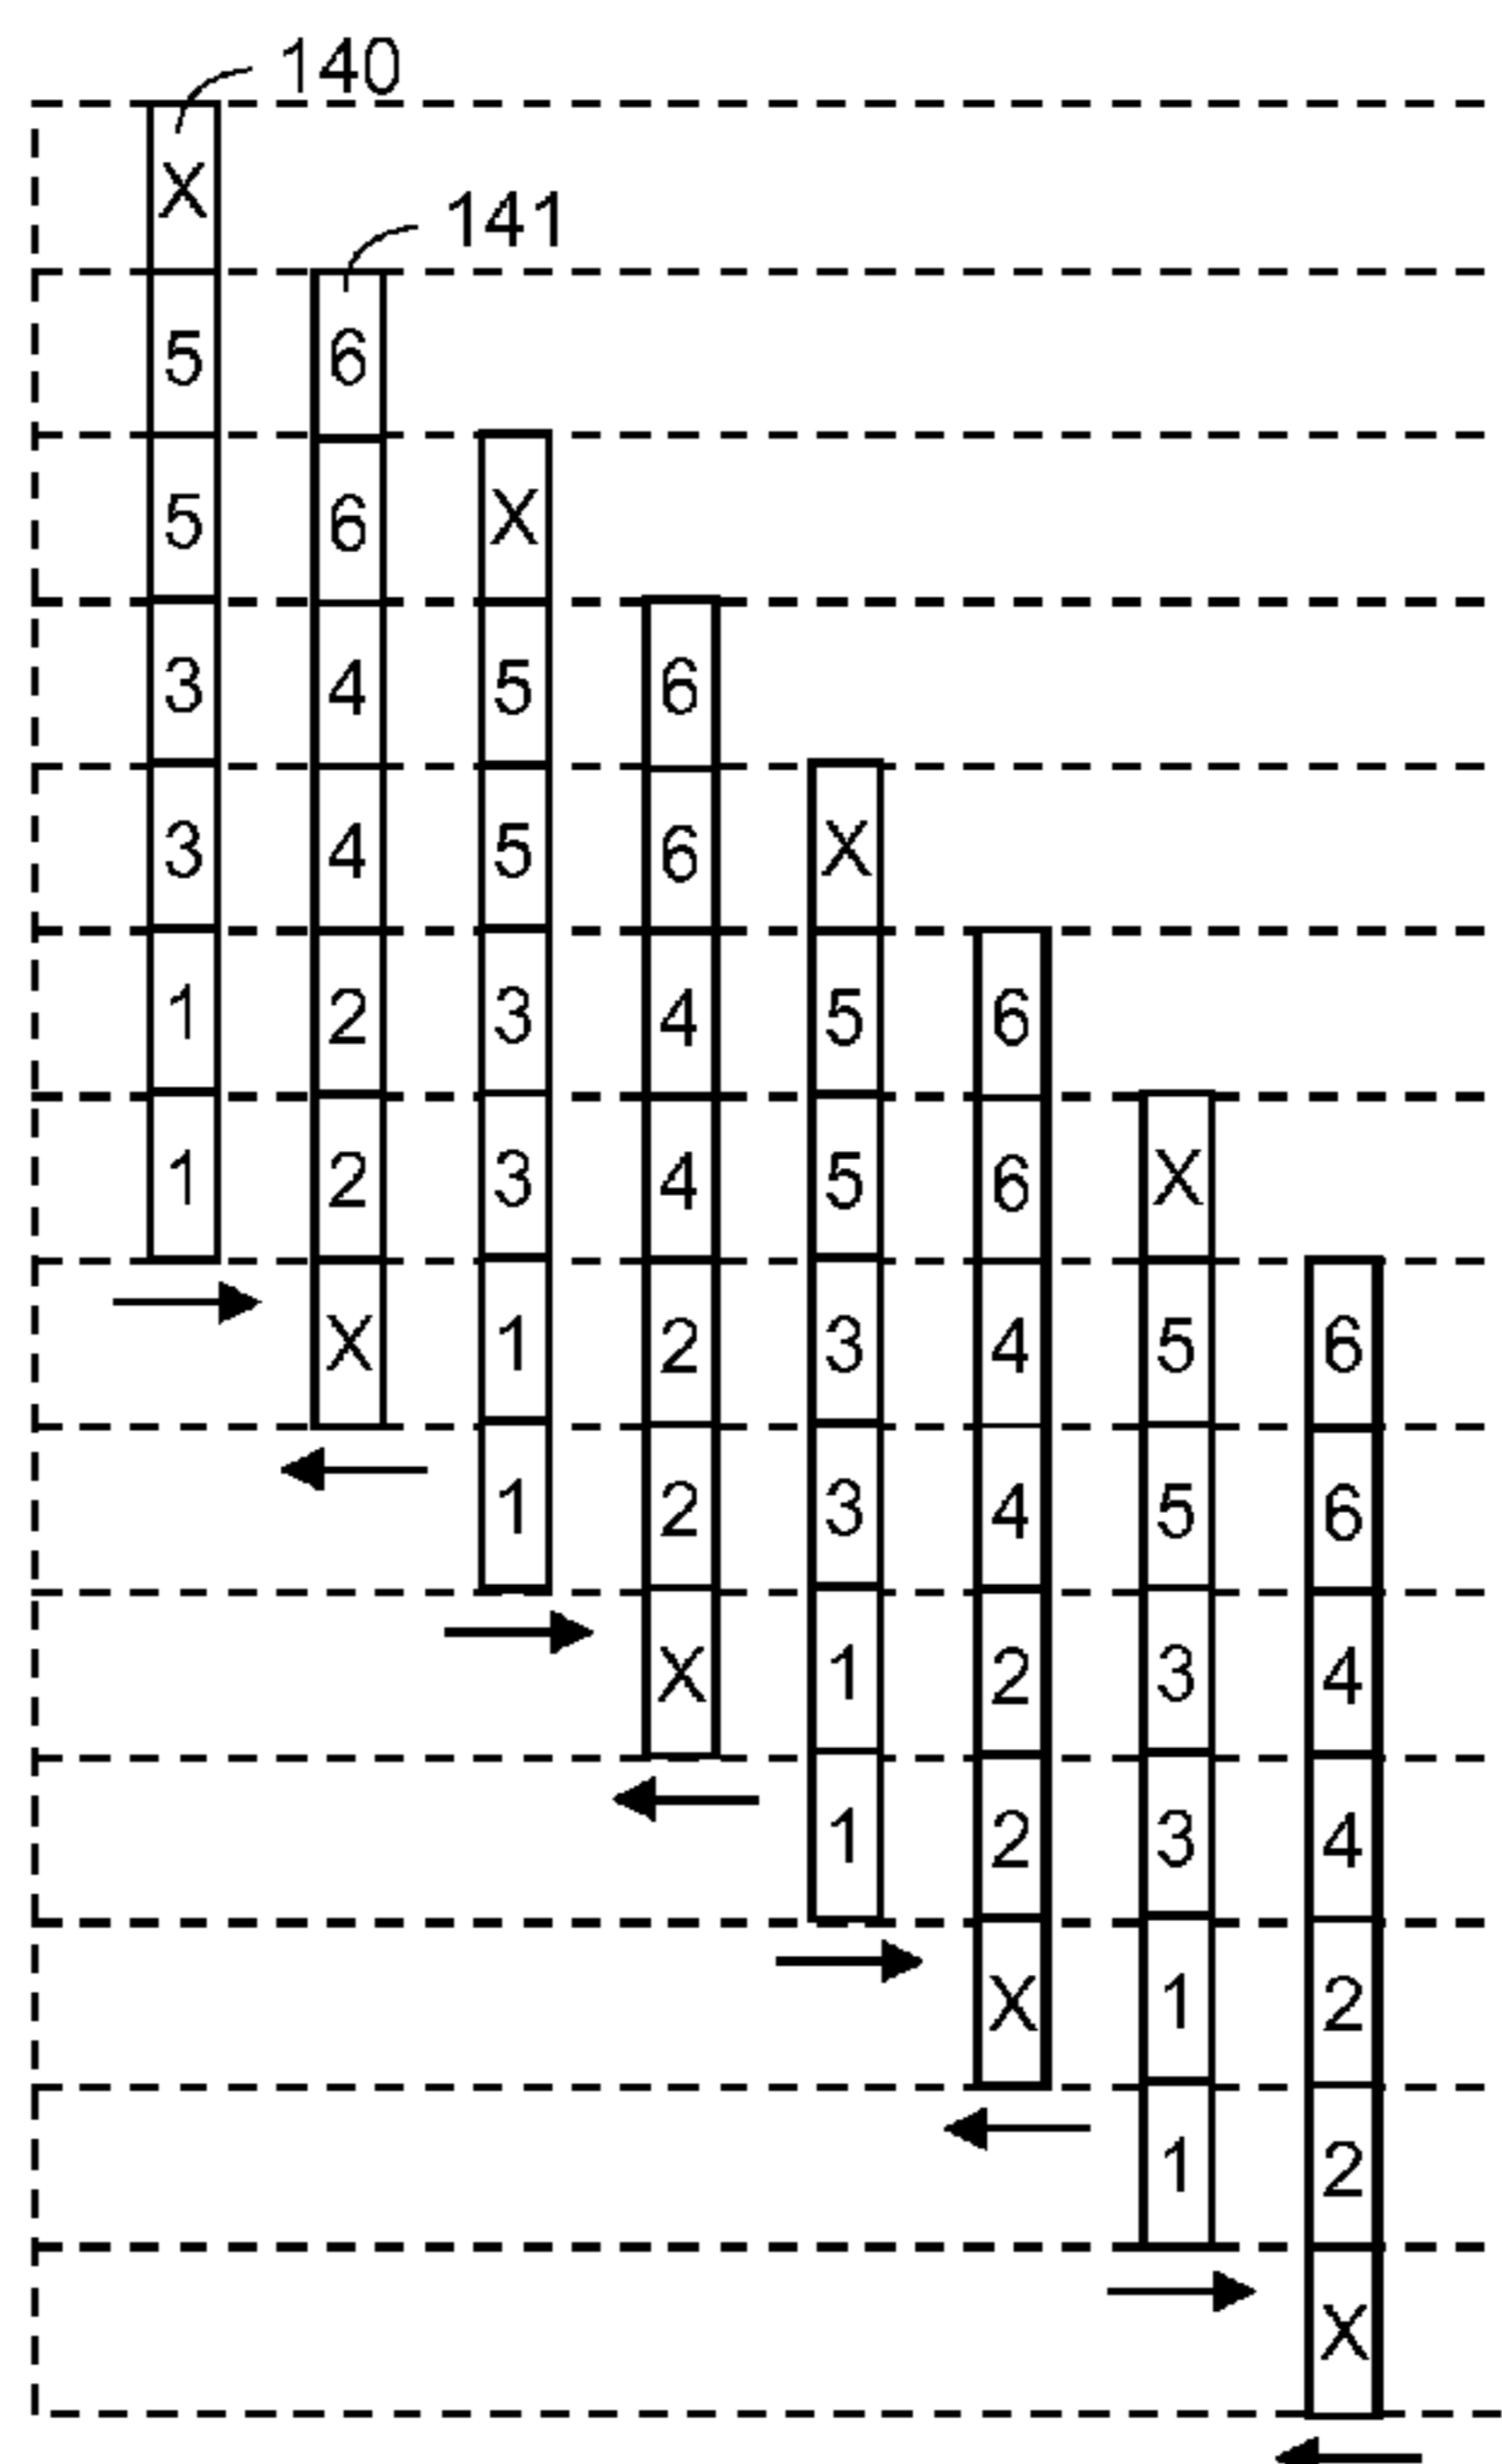 140
X
141
5 6
5 6 X
3 4 5 6
3 4 5 6 X
1 2 3 4 5 6
1 2 3 4 5 6 X
X 1 2 3 4 5 6
1 2 3 4 5 6
X 1 2 3 4
1 2 3 4
X 1 2
1 2
X